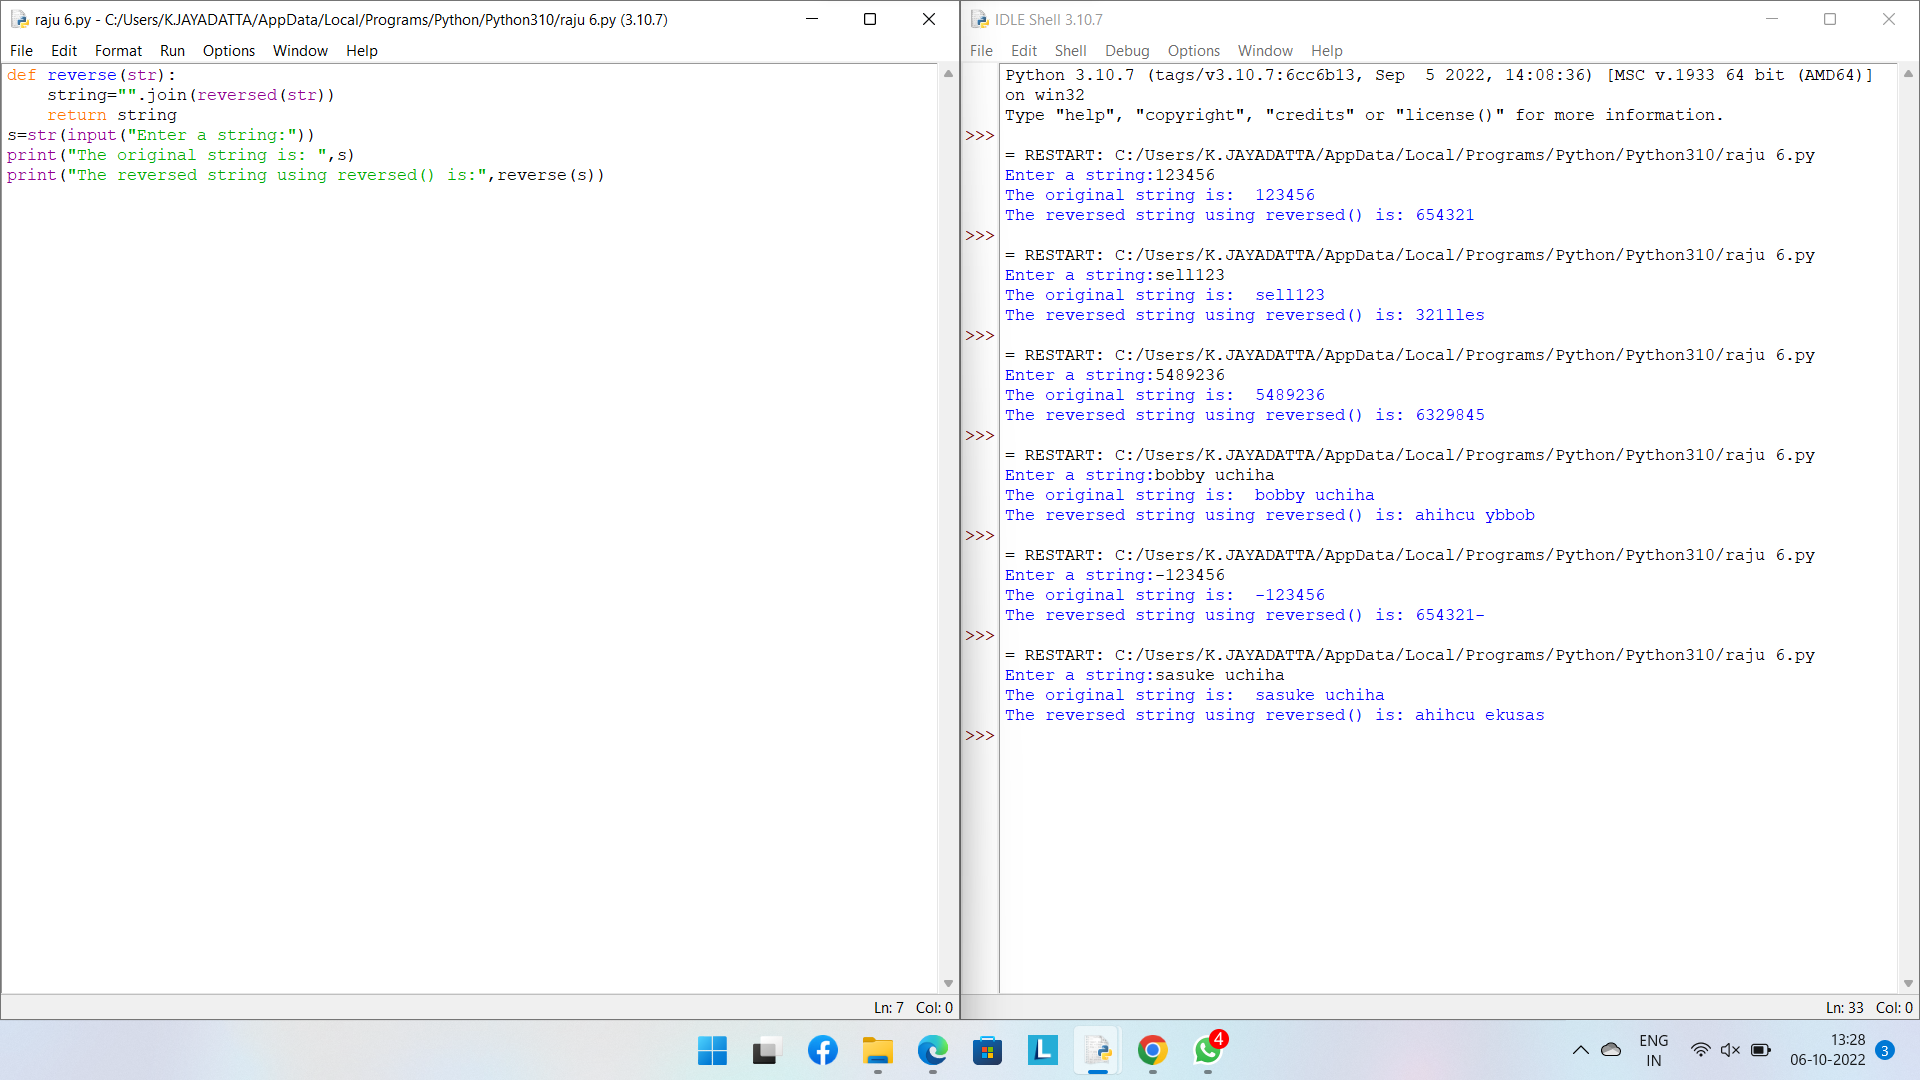 raju 6.py - C:/Users/K.JAYADATTA/AppData/Local/Programs/Python/Python310/raju 6.py (3.10.7)
File Edit Format Run Options Window Help
def reverse(str):
    string="".join(reversed(str))
    return string
s=str(input("Enter a string:"))
print("The original string is: ",s)
print("The reversed string using reversed() is:",reverse(s))
Ln: 7 Col: 0
IDLE Shell 3.10.7
File Edit Shell Debug Options Window Help
Python 3.10.7 (tags/v3.10.7:6cc6b13, Sep  5 2022, 14:08:36) [MSC v.1933 64 bit (AMD64)]
on win32
Type "help", "copyright", "credits" or "license()" for more information.
>>>
= RESTART: C:/Users/K.JAYADATTA/AppData/Local/Programs/Python/Python310/raju 6.py
Enter a string:123456
The original string is:  123456
The reversed string using reversed() is: 654321
>>>
= RESTART: C:/Users/K.JAYADATTA/AppData/Local/Programs/Python/Python310/raju 6.py
Enter a string:sell123
The original string is:  sell123
The reversed string using reversed() is: 321lles
>>>
= RESTART: C:/Users/K.JAYADATTA/AppData/Local/Programs/Python/Python310/raju 6.py
Enter a string:5489236
The original string is:  5489236
The reversed string using reversed() is: 6329845
>>>
= RESTART: C:/Users/K.JAYADATTA/AppData/Local/Programs/Python/Python310/raju 6.py
Enter a string:bobby uchiha
The original string is:  bobby uchiha
The reversed string using reversed() is: ahihcu ybbob
>>>
= RESTART: C:/Users/K.JAYADATTA/AppData/Local/Programs/Python/Python310/raju 6.py
Enter a string:-123456
The original string is:  -123456
The reversed string using reversed() is: 654321-
>>>
= RESTART: C:/Users/K.JAYADATTA/AppData/Local/Programs/Python/Python310/raju 6.py
Enter a string:sasuke uchiha
The original string is:  sasuke uchiha
The reversed string using reversed() is: ahihcu ekusas
>>>
Ln: 33 Col: 0
L
4
ENG
IN
13:28
06-10-2022
3